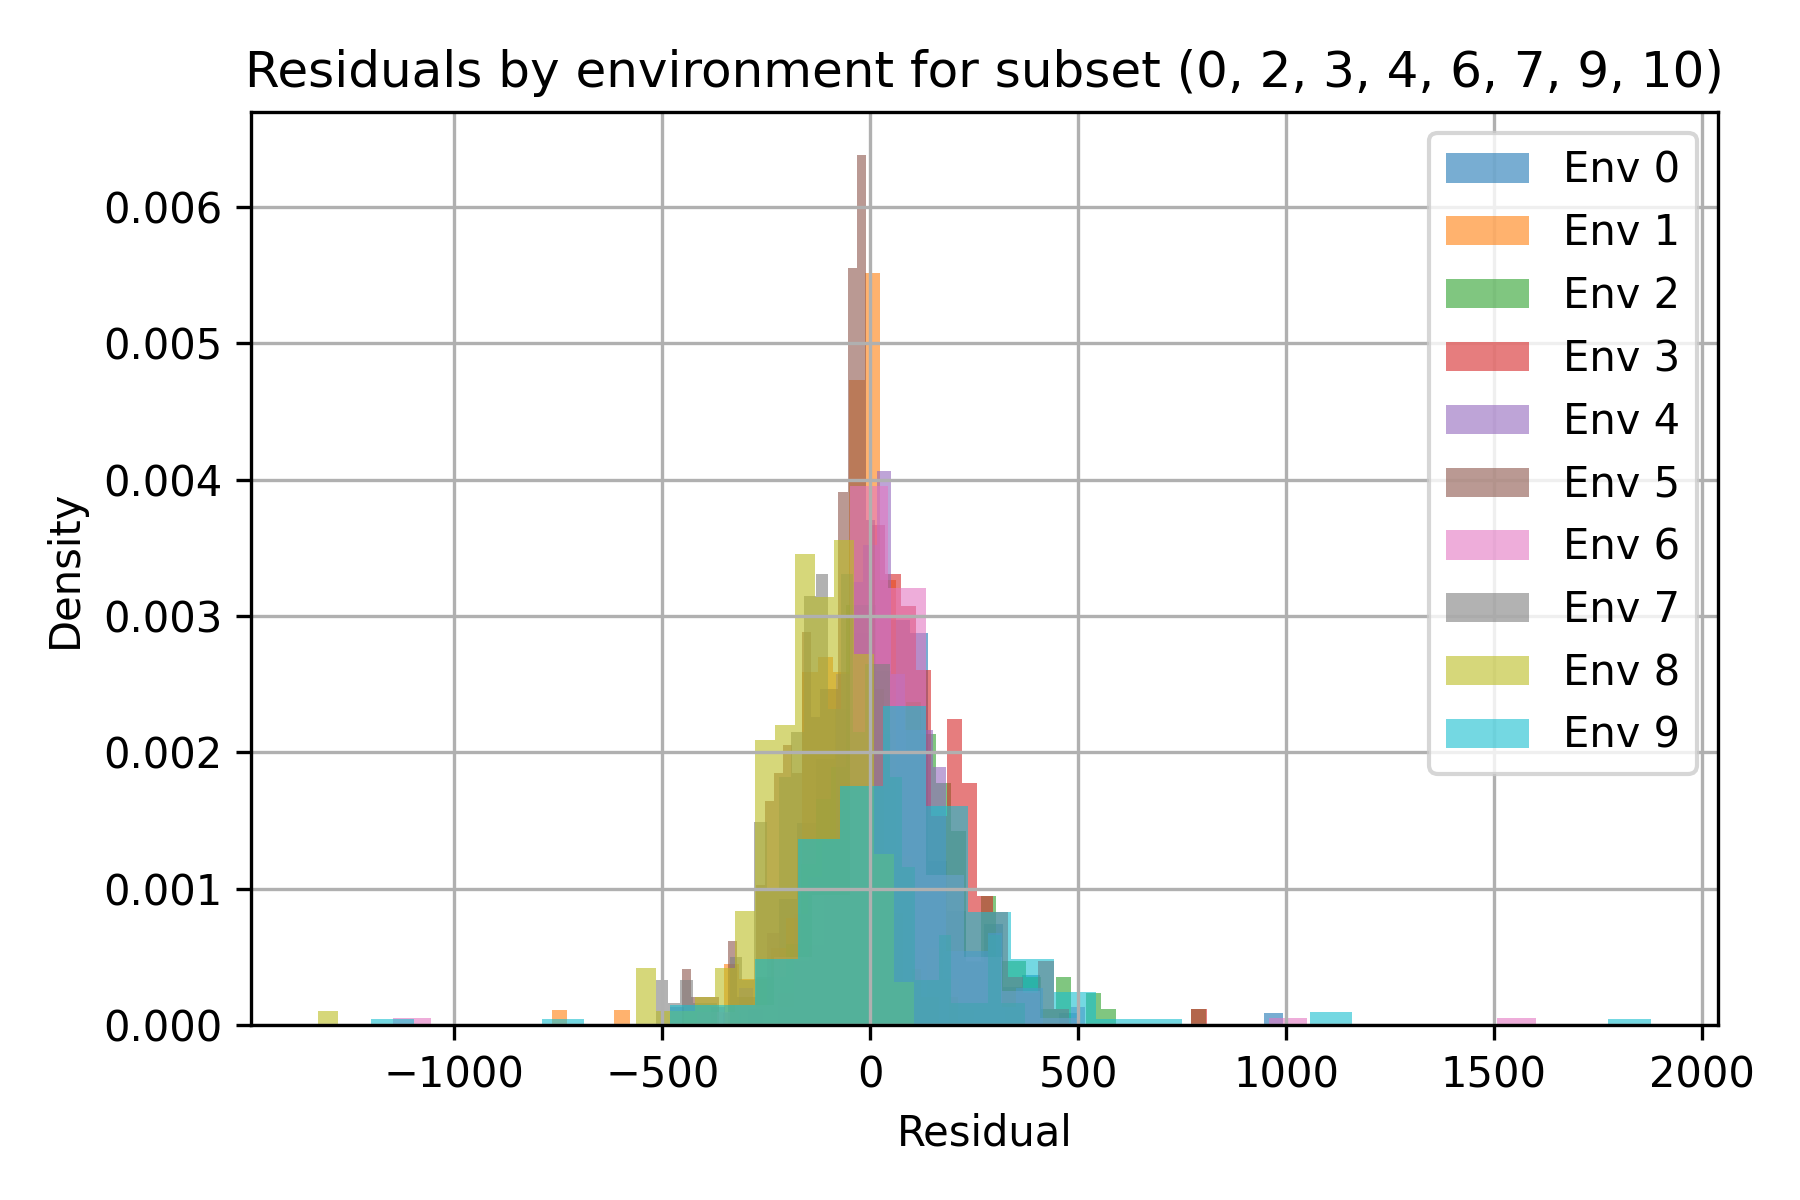 Residuals by environment for subset (0, 2, 3, 4, 6, 7, 9, 10)
Density
0.006
0.005
0.004
0.003
0.002
0.001
0.000
−1000
−500
0
500
1000
1500
2000
Residual
Env 0
Env 1
Env 2
Env 3
Env 4
Env 5
Env 6
Env 7
Env 8
Env 9